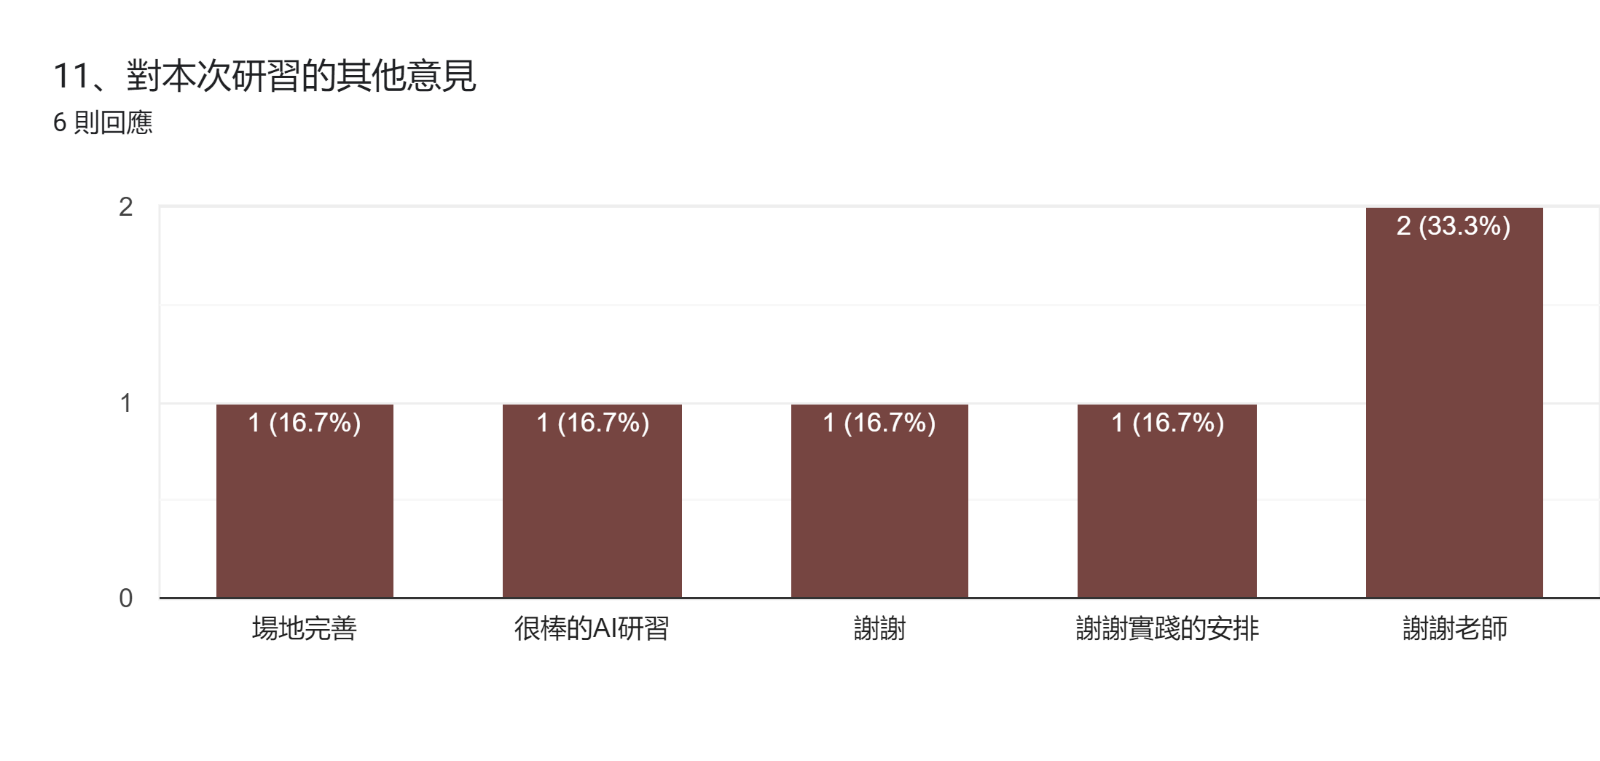 11、對本次研習的其他意見
6 則回應
2
2 (33.3%)
1
1 (16.7%)
1 (16.7%)
1 (16.7%)
1 (16.7%)
0
場地完善
很棒的AI研習
謝謝
謝謝實踐的安排
謝謝老師